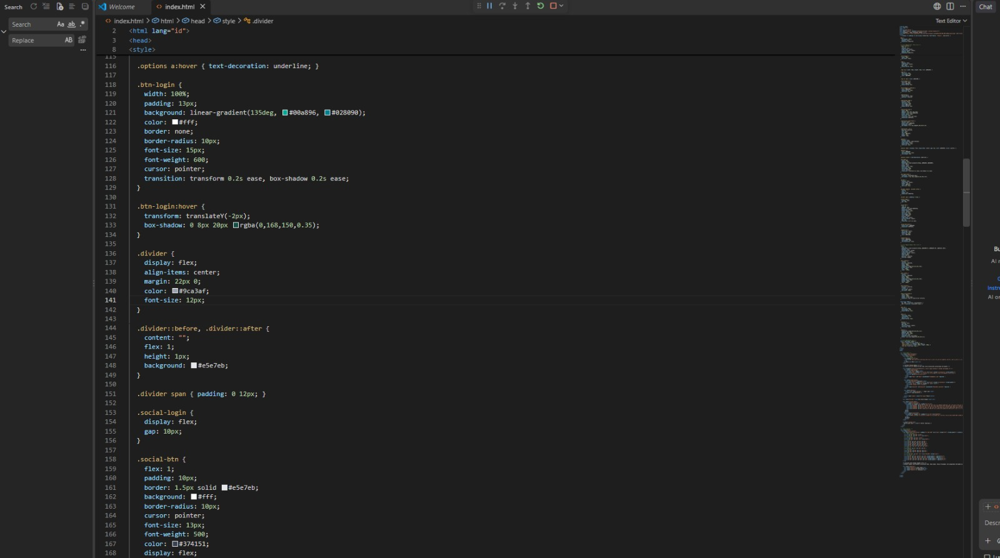 Search
Welcome
index.html
Chat
Search
Aa
ab
.*
index.html
html
head
style
.divider
Text Editor
Replace
AB
2 <html lang="id">
3 <head>
8 <style>
115
116 .options a:hover { text-decoration: underline; }
117
118 .btn-login {
119 width: 100%;
120 padding: 13px;
121 background: linear-gradient(135deg, #00a896, #028090);
122 color: #fff;
123 border: none;
124 border-radius: 10px;
125 font-size: 15px;
126 font-weight: 600;
127 cursor: pointer;
128 transition: transform 0.2s ease, box-shadow 0.2s ease;
129 }
130
131 .btn-login:hover {
132 transform: translateY(-2px);
133 box-shadow: 0 8px 20px rgba(0,168,150,0.35);
134 }
135
136 .divider {
137 display: flex;
138 align-items: center;
139 margin: 22px 0;
140 color: #9ca3af;
141 font-size: 12px;
142 }
143
144 .divider::before, .divider::after {
145 content: "";
146 flex: 1;
147 height: 1px;
148 background: #e5e7eb;
149 }
150
151 .divider span { padding: 0 12px; }
152
153 .social-login {
154 display: flex;
155 gap: 10px;
156 }
157
158 .social-btn {
159 flex: 1;
160 padding: 10px;
161 border: 1.5px solid #e5e7eb;
162 background: #fff;
163 border-radius: 10px;
164 cursor: pointer;
165 font-size: 13px;
166 font-weight: 500;
167 color: #374151;
168 display: flex;
Bu
AI r
Instru
AI or
Descr